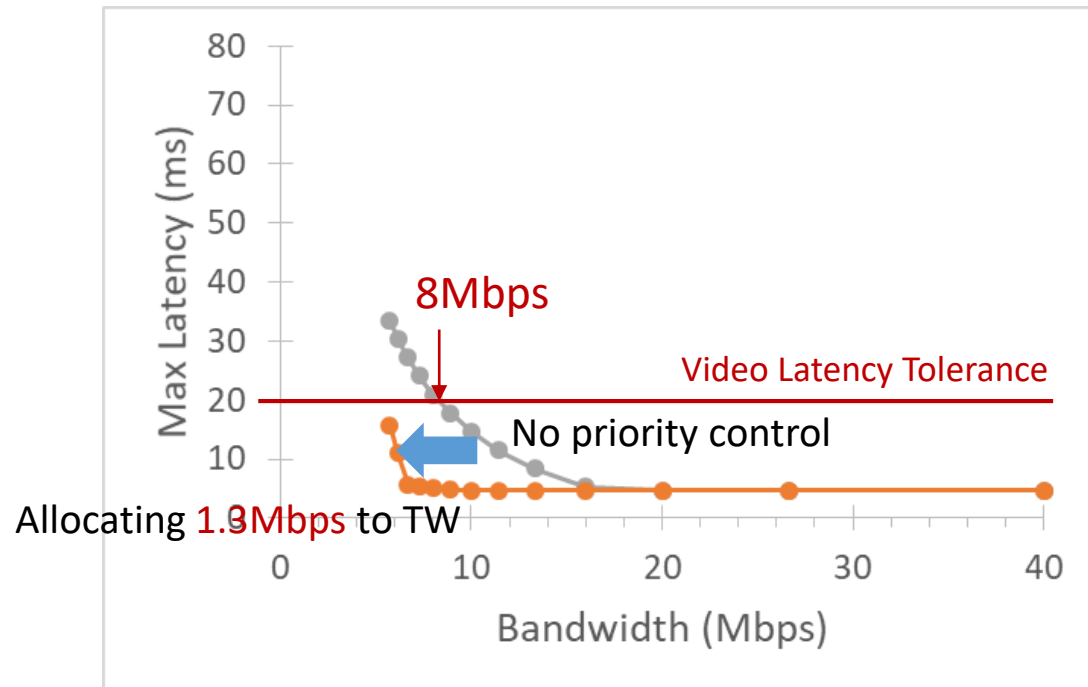 80
70
60
50
40
30
20
10
0
Max Latency (ms)
8Mbps
Video Latency Tolerance
No priority control
Allocating 1.3Mbps to TW
0 10 20 30 40
Bandwidth (Mbps)